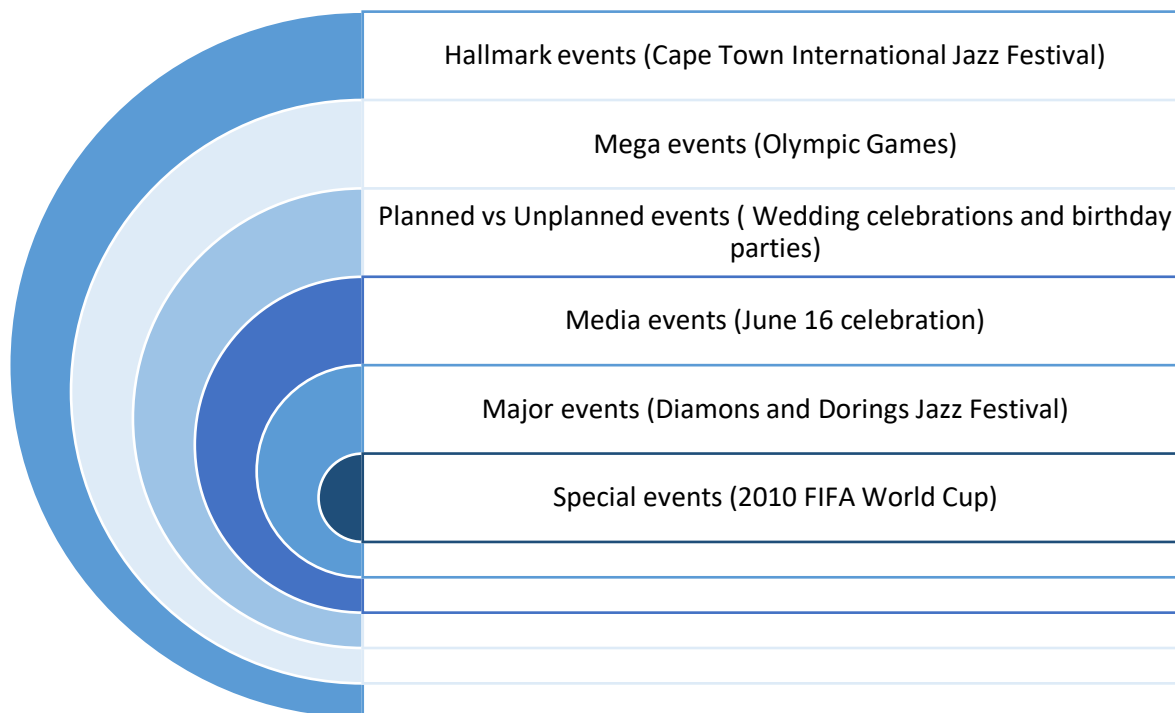 Hallmark events (Cape Town International Jazz Festival)
Mega events (Olympic Games)
Planned vs Unplanned events ( Wedding celebrations and birthday
parties)
Media events (June 16 celebration)
Major events (Diamons and Dorings Jazz Festival)
Special events (2010 FIFA World Cup)